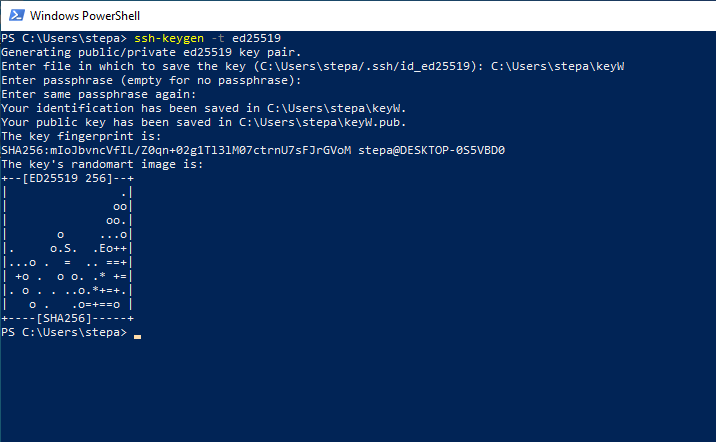 Windows PowerShell
PS C:\Users\stepa> ssh-keygen -t ed25519
Generating public/private ed25519 key pair.
Enter file in which to save the key (C:\Users\stepa/.ssh/id_ed25519): C:\Users\stepa\keyW
Enter passphrase (empty for no passphrase):
Enter same passphrase again:
Your identification has been saved in C:\Users\stepa\keyW.
Your public key has been saved in C:\Users\stepa\keyW.pub.
The key fingerprint is:
SHA256:mIoJbvncVfIL/Z0qn+02g1Tl3lM07ctrnU7sFJrGVoM stepa@DESKTOP-0S5VBD0
The key's randomart image is:
+--[ED25519 256]--+
|                .|
|               oo|
|              oo.|
|       o     ...o|
|.     o.S.  .Eo++|
|...o .  =  .. ==+|
| +o .  o o. .* +=|
|. o . . ..o.*+=+.|
|   o .   .o=+==o |
+----[SHA256]-----+
PS C:\Users\stepa>